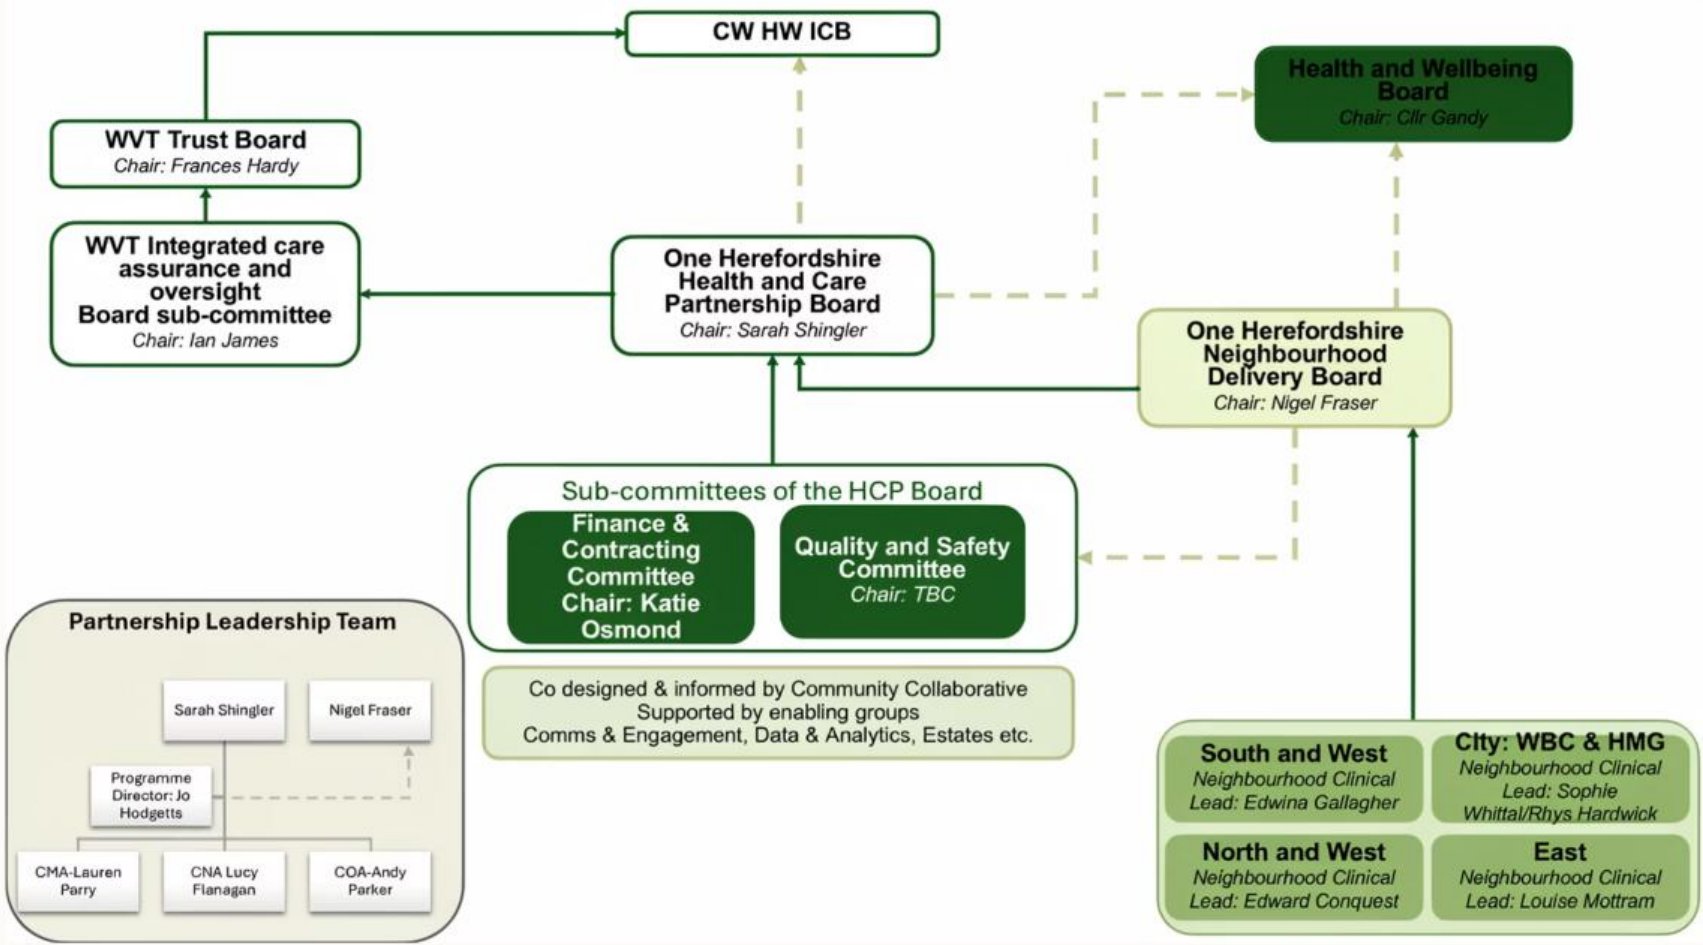 CW HW ICB
Health and Wellbeing
Board
Chair: Cllr Gandy
WVT Trust Board
Chair: Frances Hardy
WVT Integrated care
assurance and
oversight
Board sub-committee
Chair: Ian James
One Herefordshire
Health and Care
Partnership Board
Chair: Sarah Shingler
One Herefordshire
Neighbourhood
Delivery Board
Chair: Nigel Fraser
Sub-committees of the HCP Board
Finance &
Contracting
Committee
Chair: Katie
Osmond
Quality and Safety
Committee
Chair: TBC
Co designed & informed by Community Collaborative
Supported by enabling groups
Comms & Engagement, Data & Analytics, Estates etc.
Partnership Leadership Team
Sarah Shingler
Nigel Fraser
Programme
Director: Jo
Hodgetts
CMA-Lauren
Parry
CNA Lucy
Flanagan
COA-Andy
Parker
South and West
Neighbourhood Clinical
Lead: Edwina Gallagher
CIty: WBC & HMG
Neighbourhood Clinical
Lead: Sophie
Whittal/Rhys Hardwick
North and West
Neighbourhood Clinical
Lead: Edward Conquest
East
Neighbourhood Clinical
Lead: Louise Mottram